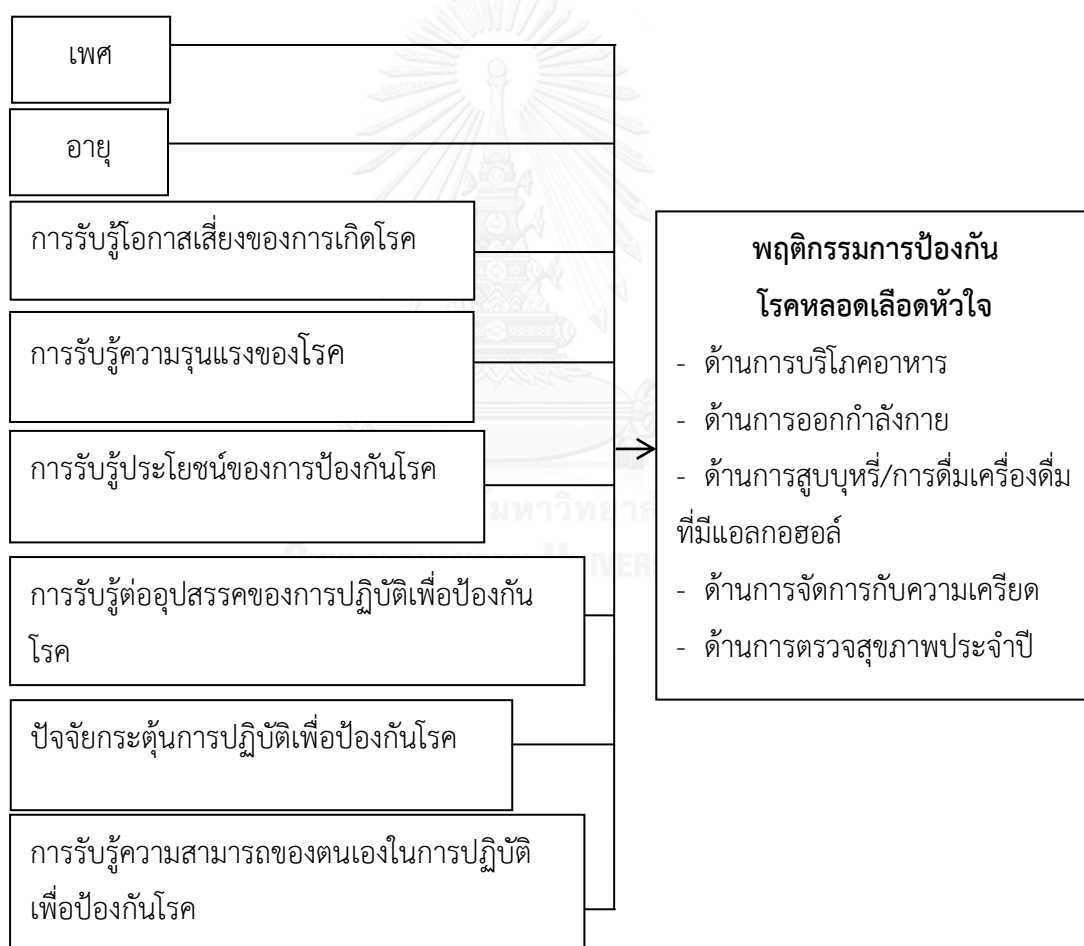 เพศ
อายุ
การรับรู้โอกาสเสี่ยงของการเกิดโรค
การรับรู้ความรุนแรงของโรค
การรับรู้ประโยชน์ของการป้องกันโรค
การรับรู้ต่ออุปสรรคของการปฏิบัติเพื่อป้องกัน
โรค
ปัจจัยกระตุ้นการปฏิบัติเพื่อป้องกันโรค
การรับรู้ความสามารถของตนเองในการปฏิบัติ
เพื่อป้องกันโรค
พฤติกรรมการป้องกัน
โรคหลอดเลือดหัวใจ
- ด้านการบริโภคอาหาร
- ด้านการออกกำลังกาย
- ด้านการสูบบุหรี่/การดื่มเครื่องดื่ม
ที่มีแอลกอฮอล์
- ด้านการจัดการกับความเครียด
- ด้านการตรวจสุขภาพประจำปี